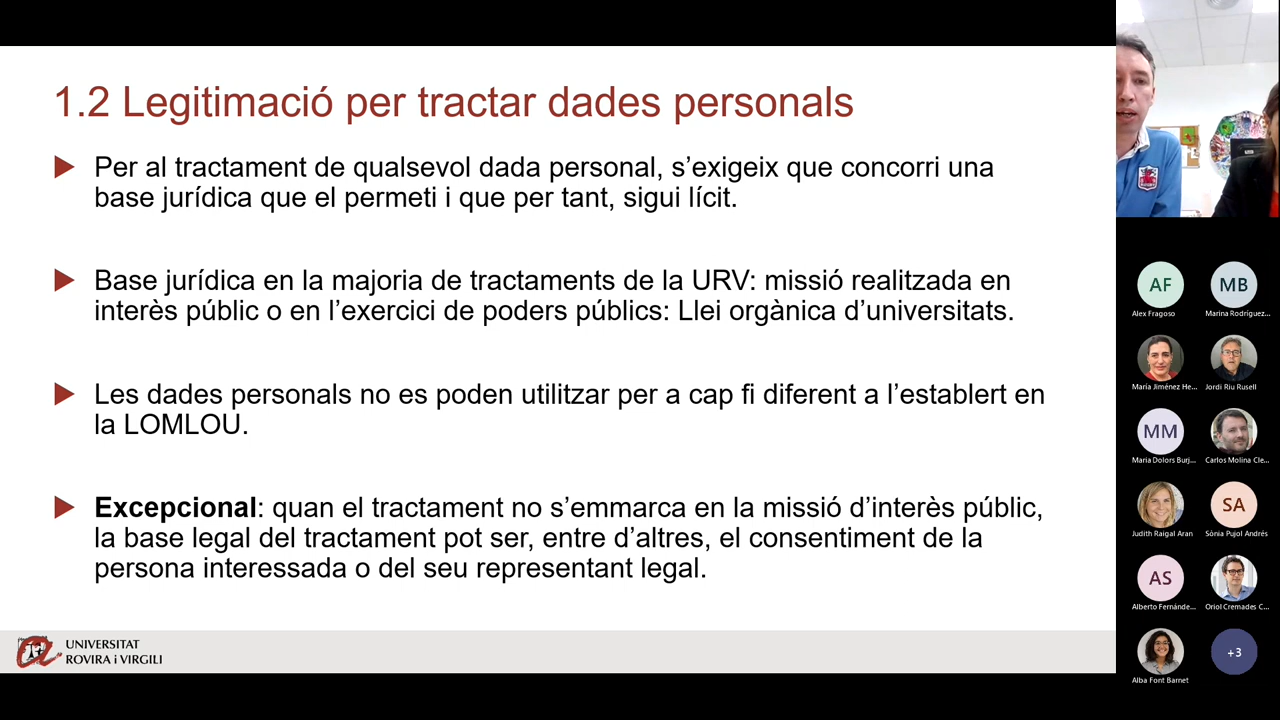 1.2 Legitimació per tractar dades personals
Per al tractament de qualsevol dada personal, s’exigeix que concorri una
base jurídica que el permeti i que per tant, sigui lícit.
Base jurídica en la majoria de tractaments de la URV: missió realitzada en
interès públic o en l’exercici de poders públics: Llei orgànica d’universitats.
Les dades personals no es poden utilitzar per a cap fi diferent a l’establert en
la LOMLOU.
Excepcional: quan el tractament no s’emmarca en la missió d’interès públic,
la base legal del tractament pot ser, entre d’altres, el consentiment de la
persona interessada o del seu representant legal.
UNIVERSITAT
ROVIRA i VIRGILI
AF
MB
Alex Fragoso
Marina Rodríguez...
María Jiménez He...
Jordi Riu Rusell
MM
Maria Dolors Burj...
Carlos Molina Cle...
SA
Judith Raigal Aran
Sònia Pujol Andrés
AS
Alberto Fernánde...
Oriol Cremades C...
+3
Alba Font Barnet